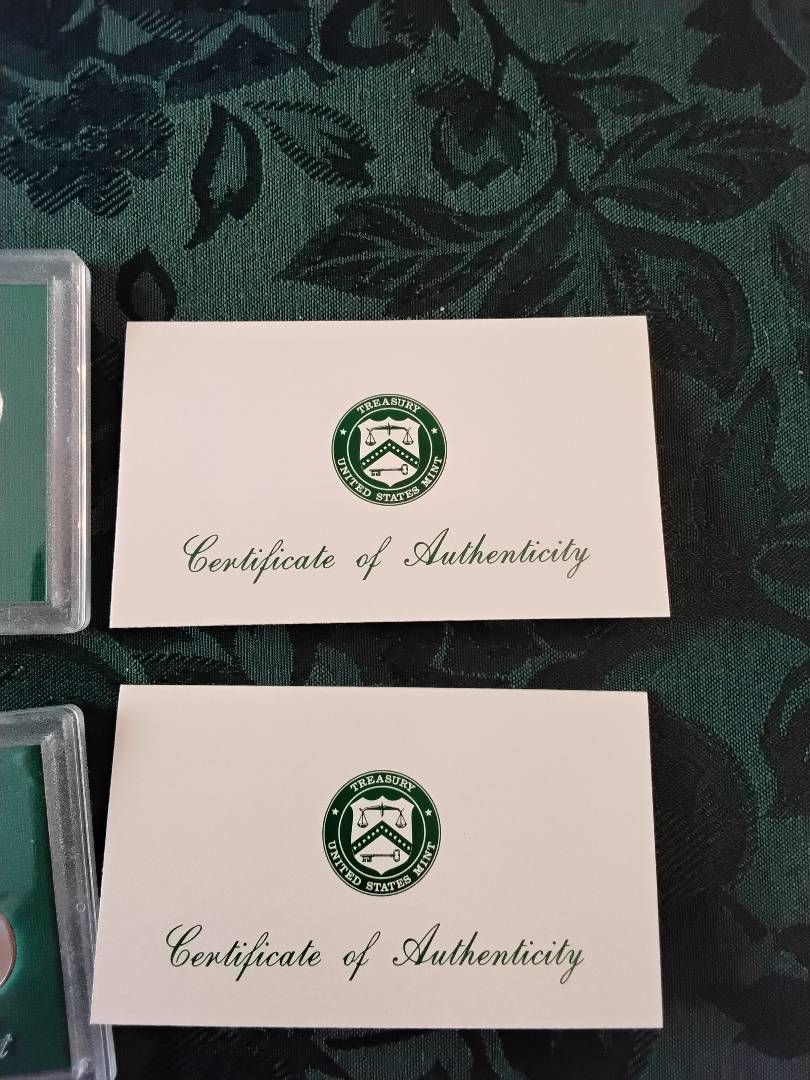 TREASURY
UNITED STATES MINT
Certificate of Authenticity
TREASURY
UNITED STATES MINT
Certificate of Authenticity